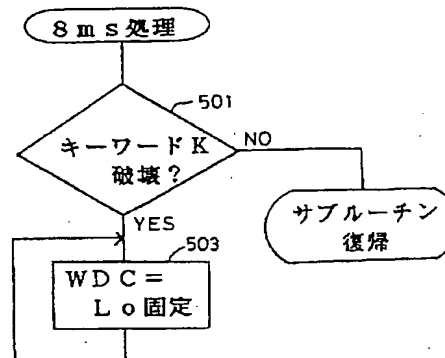 ８ｍｓ処理
501
キーワードＫ
破壊？
NO
サブルーチン
復帰
YES
503
ＷＤＣ＝
Ｌｏ固定